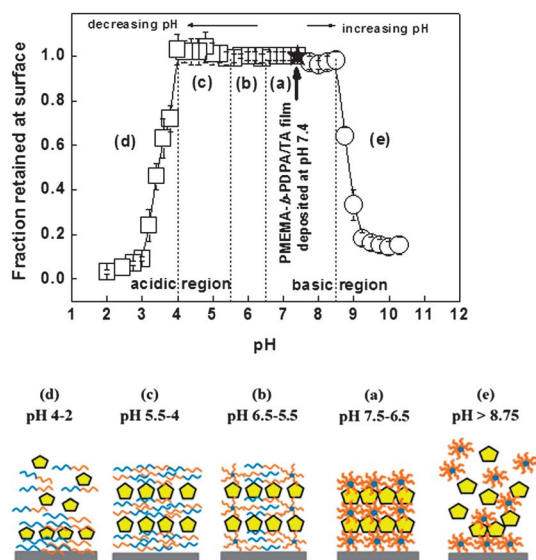 decreasing pH
increasing pH
Fraction retained at surface
1.0
0.8
0.6
0.4
0.2
0.0
(c)
(b)
(a)
(d)
(e)
PMEMA-b-PDPA/TA film
deposited at pH 7.4
acidic region
basic region
1 2 3 4 5 6 7 8 9 10 11 12
pH
(d) (c) (b) (a) (e)
pH 4-2 pH 5.5-4 pH 6.5-5.5 pH 7.5-6.5 pH > 8.75